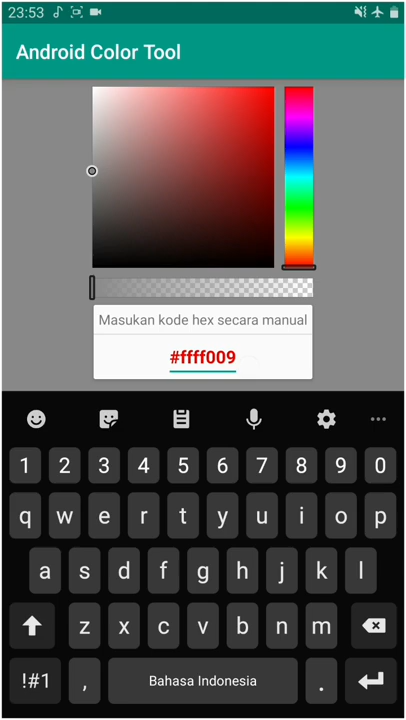 23:53
Android Color Tool
Masukan kode hex secara manual
#ffff009
1 2 3 4 5 6 7 8 9 0
q w e r t y u i o p
a s d f g h j k l
z x c v b n m
!#1 , Bahasa Indonesia .